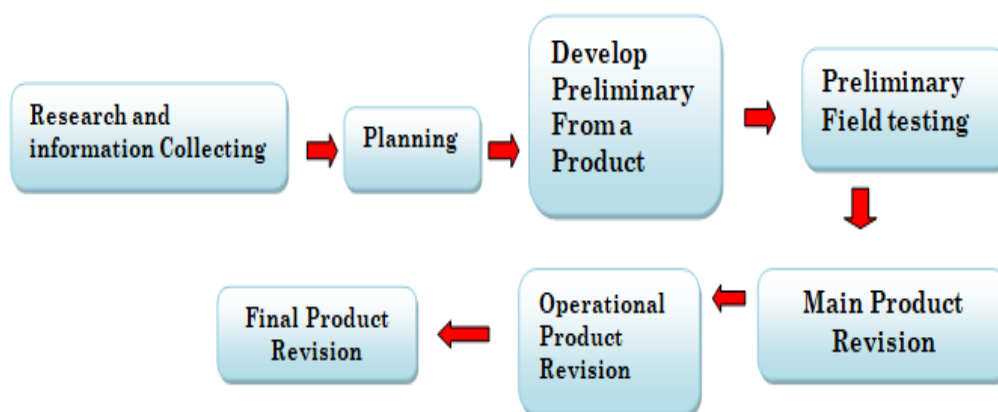 Research and
information Collecting
Planning
Develop
Preliminary
From a
Product
Preliminary
Field testing
Main Product
Revision
Operational
Product
Revision
Final Product
Revision